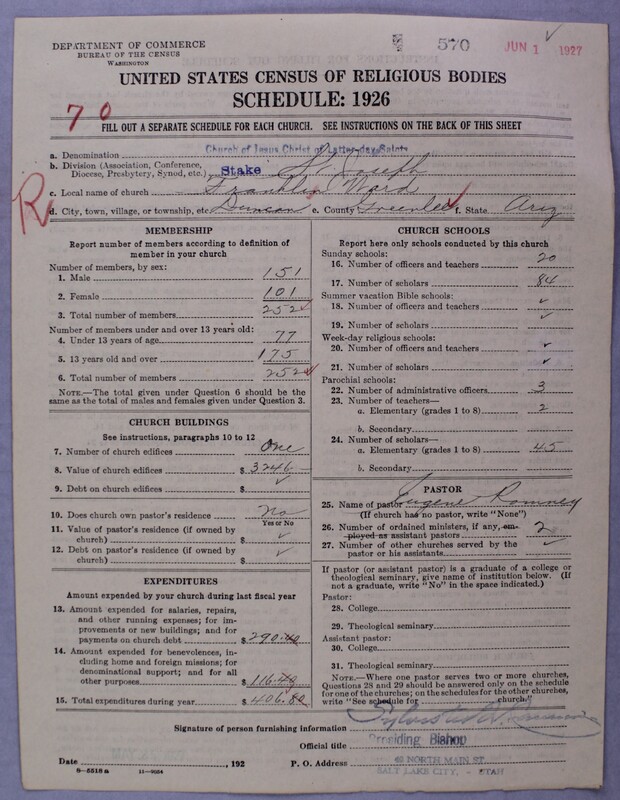 570
JUN 1 1927
DEPARTMENT OF COMMERCE
BUREAU OF THE CENSUS
WASHINGTON
UNITED STATES CENSUS OF RELIGIOUS BODIES
SCHEDULE: 1926
70
FILL OUT A SEPARATE SCHEDULE FOR EACH CHURCH. SEE INSTRUCTIONS ON THE BACK OF THIS SHEET
R
a. Denomination Church of Jesus Christ of Latter-day Saints
b. Division (Association, Conference,
Diocese, Presbytery, Synod, etc.) Stake St. Joseph
c. Local name of church Franklin Ward
d. City, town, village, or township, etc. Duncan e. County Greenlee f. State Ariz
MEMBERSHIP
Report number of members according to definition of
member in your church
Number of members, by sex:
1. Male 151
2. Female 101
3. Total number of members 252
Number of members under and over 13 years old:
4. Under 13 years of age 77
5. 13 years old and over 175
6. Total number of members 252
NOTE.—The total given under Question 6 should be
the same as the total of males and females given under Question 3.
CHURCH BUILDINGS
See instructions, paragraphs 10 to 12
7. Number of church edifices One
8. Value of church edifices $ 3246
9. Debt on church edifices $
10. Does church own pastor's residence No
Yes or No
11. Value of pastor's residence (if owned by
church) $
12. Debt on pastor's residence (if owned by
church) $
EXPENDITURES
Amount expended by your church during last fiscal year
13. Amount expended for salaries, repairs,
and other running expenses; for im-
provements or new buildings; and for
payments on church debt $ 290.40
14. Amount expended for benevolences, in-
cluding home and foreign missions; for
denominational support; and for all
other purposes $ 116.40
15. Total expenditures during year $ 406.80
CHURCH SCHOOLS
Report here only schools conducted by this church
Sunday schools:
16. Number of officers and teachers 20
17. Number of scholars 84
Summer vacation Bible schools:
18. Number of officers and teachers
19. Number of scholars
Week-day religious schools:
20. Number of officers and teachers
21. Number of scholars
Parochial schools:
22. Number of administrative officers 3
23. Number of teachers—
a. Elementary (grades 1 to 8) 2
b. Secondary
24. Number of scholars—
a. Elementary (grades 1 to 8) 45
b. Secondary
PASTOR
25. Name of pastor Eugene Romney
(If church has no pastor, write "None")
26. Number of ordained ministers, if any, em-
ployed as assistant pastors 2
27. Number of other churches served by the
pastor or his assistants
If pastor (or assistant pastor) is a graduate of a college or
theological seminary, give name of institution below. (If
not a graduate, write "No" in the space indicated.)
Pastor:
28. College
29. Theological seminary
Assistant pastor:
30. College
31. Theological seminary
NOTE.—Where one pastor serves two or more churches,
Questions 28 and 29 should be answered only on the schedule
for one of the churches; on the schedules for the other churches,
write "See schedule for church."
Signature of person furnishing information
Official title Presiding Bishop
Date , 192 P. O. Address 40 NORTH MAIN ST.
SALT LAKE CITY, - UTAH
8—5518a 11—9054